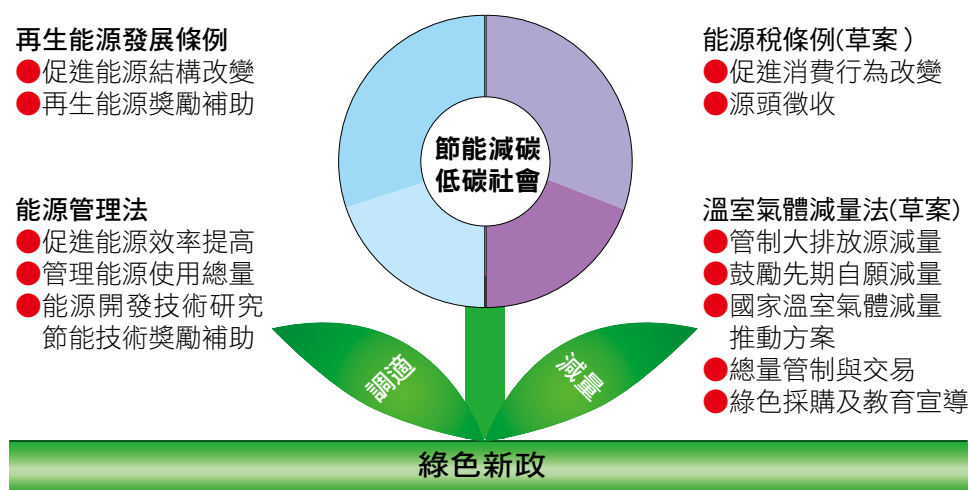 再生能源發展條例
●促進能源結構改變
●再生能源獎勵補助
能源管理法
●促進能源效率提高
●管理能源使用總量
●能源開發技術研究
節能技術獎勵補助
節能減碳
低碳社會
能源稅條例(草案)
●促進消費行為改變
●源頭徵收
溫室氣體減量法(草案)
●管制大排放源減量
●鼓勵先期自願減量
●國家溫室氣體減量
推動方案
●總量管制與交易
●綠色採購及教育宣導
調適
減量
綠色新政